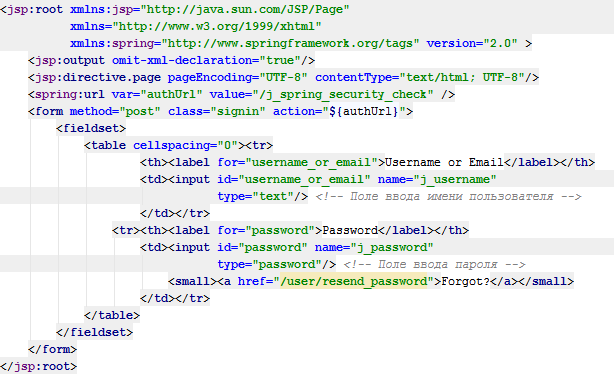 <jsp:root xmlns:jsp="http://java.sun.com/JSP/Page"
xmlns="http://www.w3.org/1999/xhtml"
xmlns:spring="http://www.springframework.org/tags" version="2.0" >
<jsp:output omit-xml-declaration="true"/>
<jsp:directive.page pageEncoding="UTF-8" contentType="text/html; UTF-8"/>
<spring:url var="authUrl" value="/j_spring_security_check" />
<form method="post" class="signin" action="${authUrl}">
<fieldset>
<table cellspacing="0"><tr>
<th><label for="username_or_email">Username or Email</label></th>
<td><input id="username_or_email" name="j_username"
type="text"/> <!-- Поле ввода имени пользователя -->
</td></tr>
<tr><th><label for="password">Password</label></th>
<td><input id="password" name="j_password"
type="password"/> <!-- Поле ввода пароля -->
<small><a href="/user/resend_password">Forgot?</a></small>
</td></tr>
</table>
</fieldset>
</form>
</jsp:root>